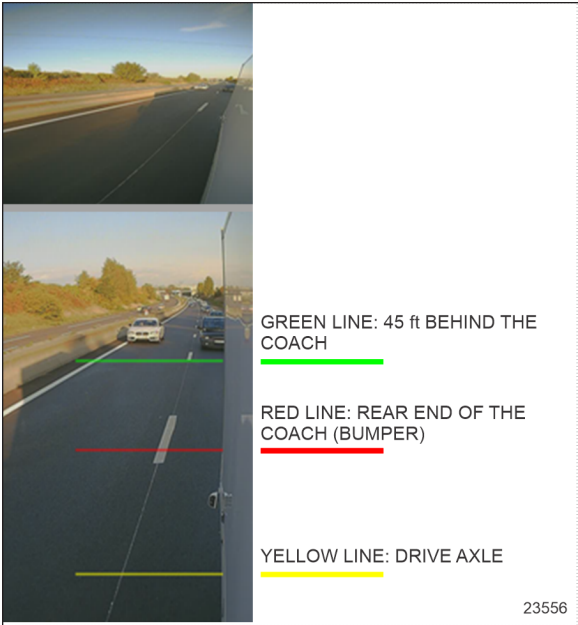 GREEN LINE: 45 ft BEHIND THE
COACH
RED LINE: REAR END OF THE
COACH (BUMPER)
YELLOW LINE: DRIVE AXLE
23556